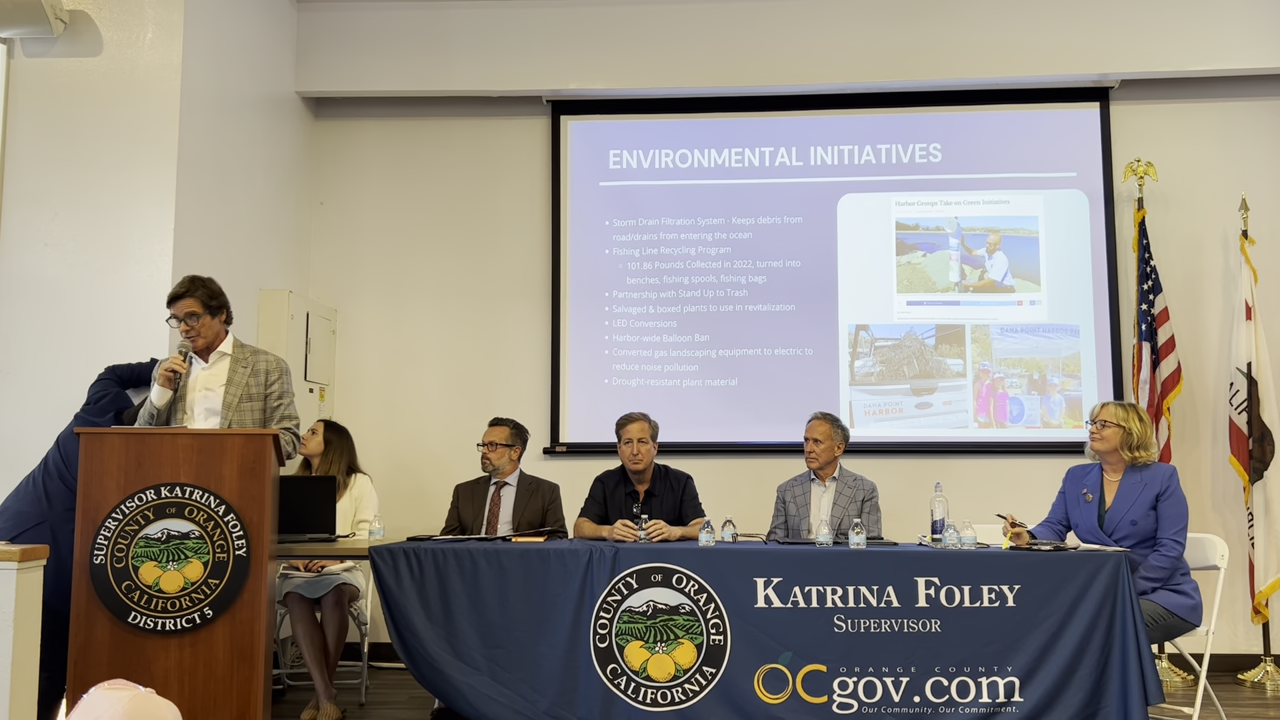 ENVIRONMENTAL INITIATIVES
Storm Drain Filtration System - Keeps debris from
road/drains from entering the ocean
Fishing Line Recycling Program
101.86 Pounds Collected in 2022, turned into
benches, fishing spools, fishing bags
Partnership with Stand Up to Trash
Salvaged & boxed plants to use in revitalization
LED Conversions
Harbor-wide Balloon Ban
Converted gas landscaping equipment to electric to
reduce noise pollution
Drought-resistant plant material
Harbor Groups Take on Green Initiatives
DANA POINT
HARBOR
DANA POINT HARBOR
SUPERVISOR KATRINA FOLEY
COUNTY OF ORANGE
CALIFORNIA
DISTRICT 5
COUNTY OF ORANGE
CALIFORNIA
KATRINA FOLEY
SUPERVISOR
ORANGE COUNTY
OCgov.com
Our Community. Our Commitment.